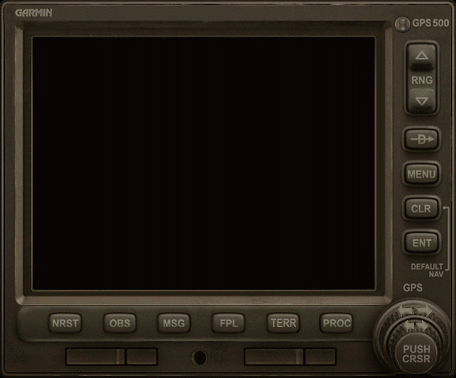 GARMIN
GPS 500
RNG
D
MENU
CLR
ENT
DEFAULT
NAV
GPS
NRST
OBS
MSG
FPL
TERR
PROC
PUSH
CRSR